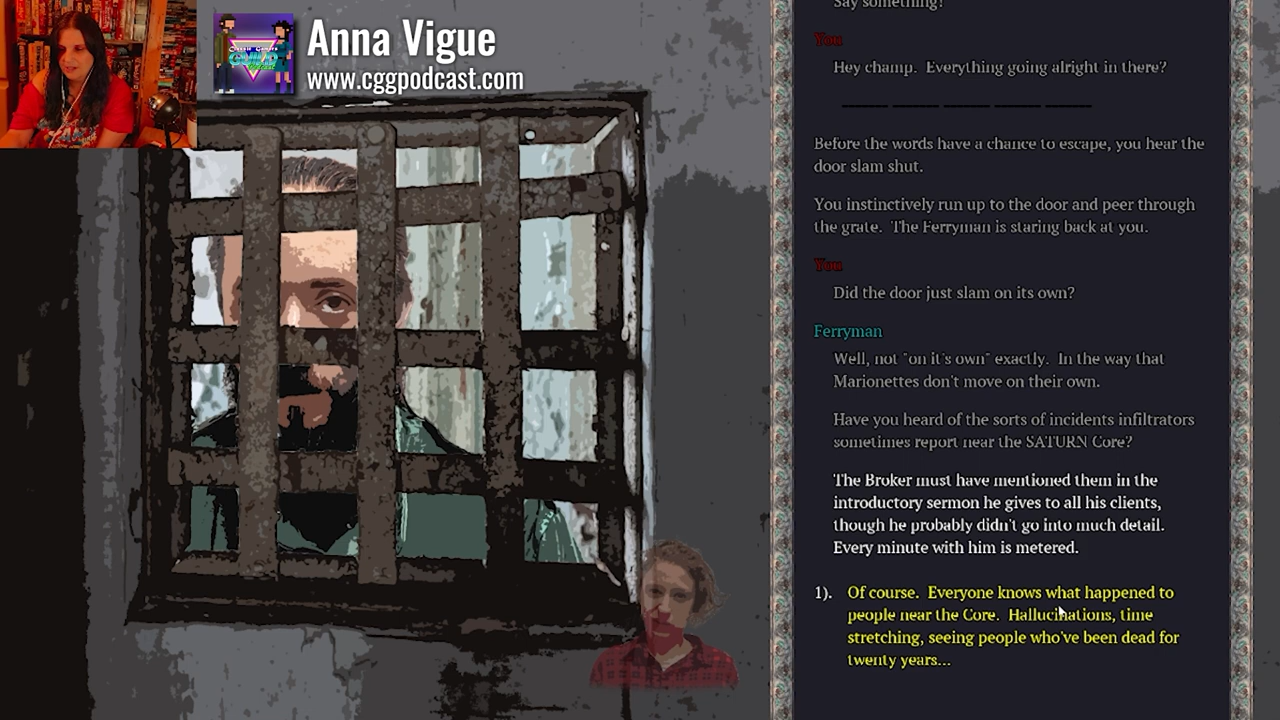 Anna Vigue
www.cggpodcast.com
Classic Gamers
GUILD
Say something!
You
Hey champ. Everything going alright in there?
Before the words have a chance to escape, you hear the
door slam shut.
You instinctively run up to the door and peer through
the grate. The Ferryman is staring back at you.
You
Did the door just slam on its own?
Ferryman
Well, not "on it's own" exactly. In the way that
Marionettes don't move on their own.
Have you heard of the sorts of incidents infiltrators
sometimes report near the SATURN Core?
The Broker must have mentioned them in the
introductory sermon he gives to all his clients,
though he probably didn't go into much detail.
Every minute with him is metered.
1). Of course. Everyone knows what happened to
people near the Core. Hallucinations, time
stretching, seeing people who've been dead for
twenty years...